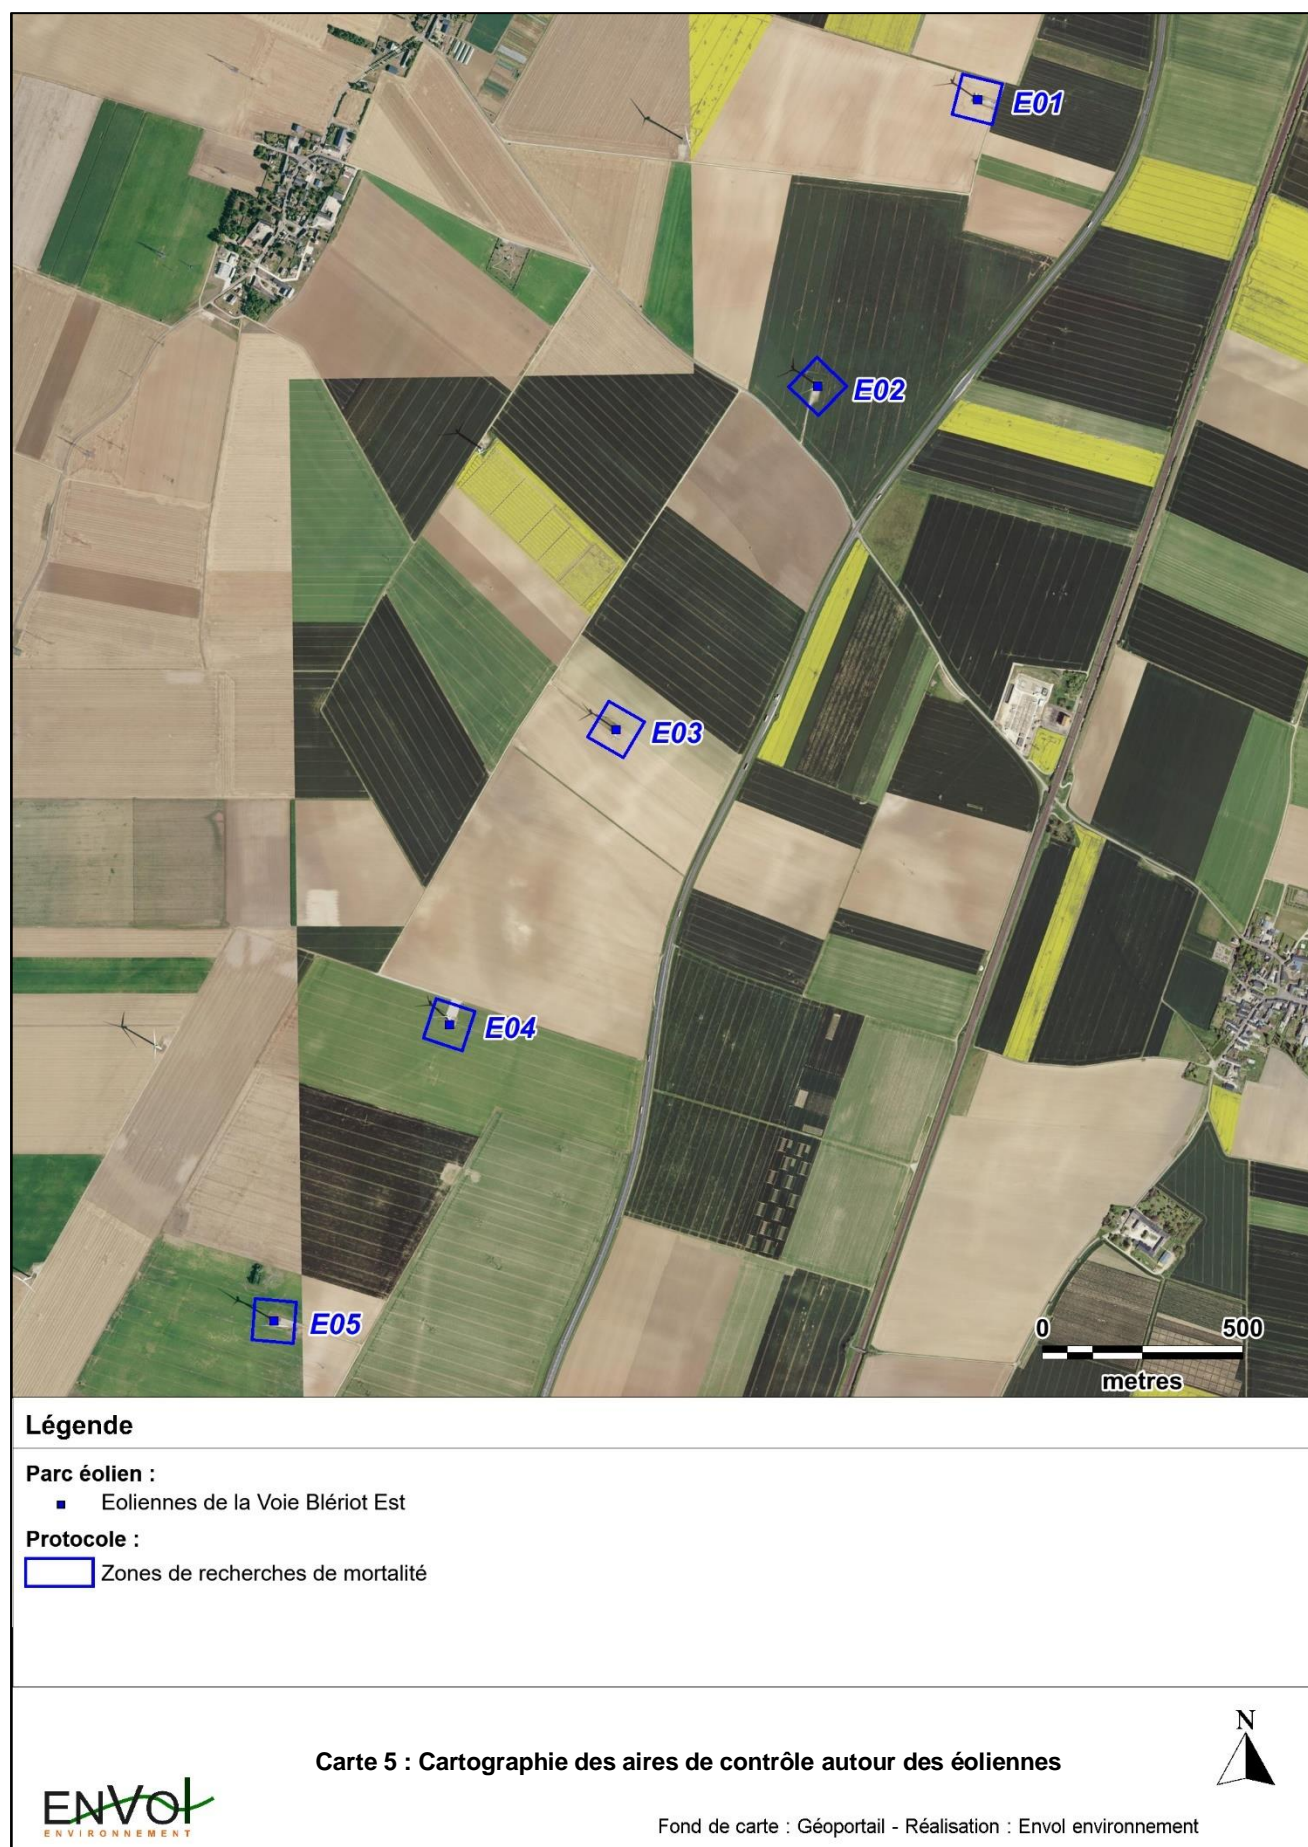 E01
E02
E03
E04
E05
0 500
metres
Légende
Parc éolien :
Eoliennes de la Voie Blériot Est
Protocole :
Zones de recherches de mortalité
N
Carte 5 : Cartographie des aires de contrôle autour des éoliennes
ENVOl
ENVIRONNEMENT
Fond de carte : Géoportail - Réalisation : Envol environnement